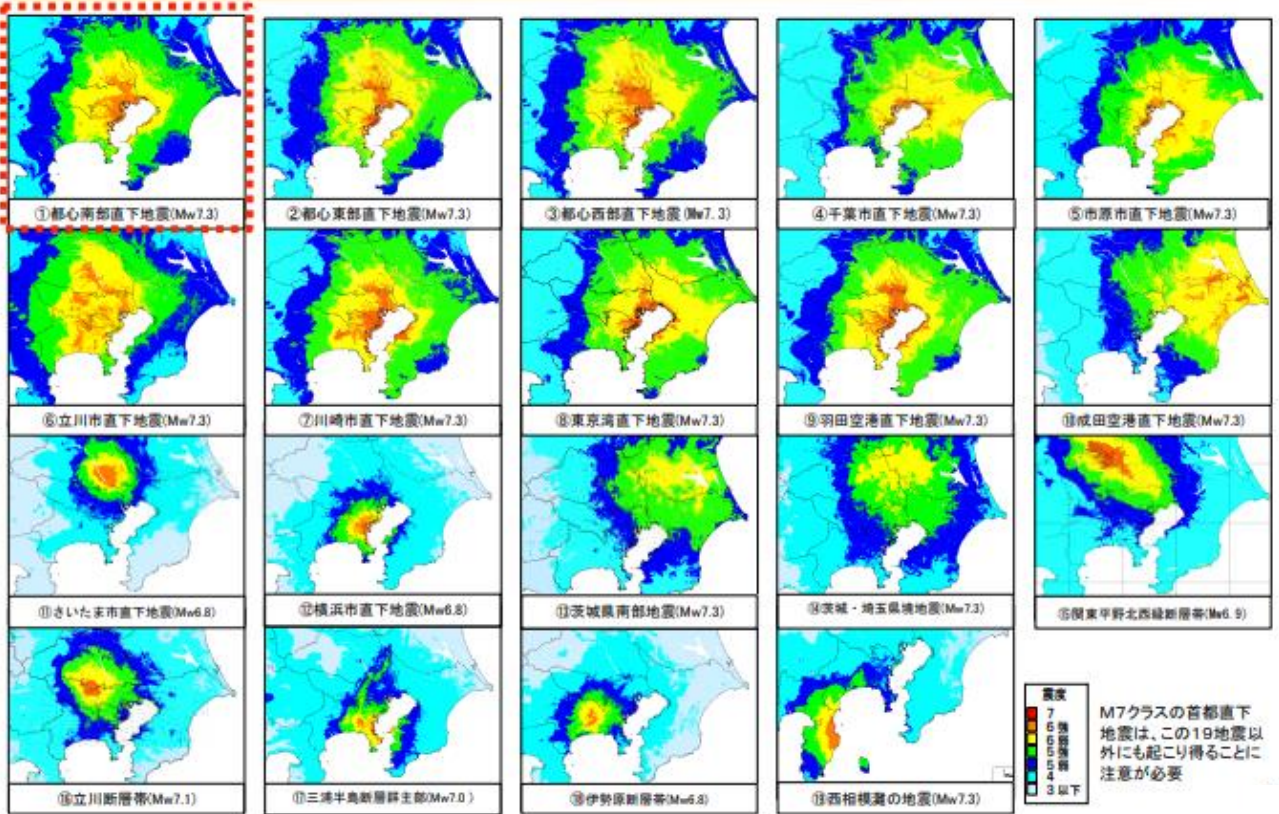 ①都心南部直下地震(Mw7.3)
②都心東部直下地震(Mw7.3)
③都心西部直下地震(Mw7.3)
④千葉市直下地震(Mw7.3)
⑤市原市直下地震(Mw7.3)
⑥立川市直下地震(Mw7.3)
⑦川崎市直下地震(Mw7.3)
⑧東京湾直下地震(Mw7.3)
⑨羽田空港直下地震(Mw7.3)
⑩成田空港直下地震(Mw7.3)
⑪さいたま市直下地震(Mw6.8)
⑫横浜市直下地震(Mw6.8)
⑬茨城県南部地震(Mw7.3)
⑭茨城・埼玉県境地震(Mw7.3)
⑮関東平野北西縁断層帯(Mw6.9)
⑯立川断層帯(Mw7.1)
⑰三浦半島断層群主部(Mw7.0)
⑱伊勢原断層帯(Mw6.8)
⑲西相模灘の地震(Mw7.3)
震度
7
6強
6弱
5強
5弱
4
3以下
M7クラスの首都直下
地震は、この19地震以
外にも起こり得ることに
注意が必要